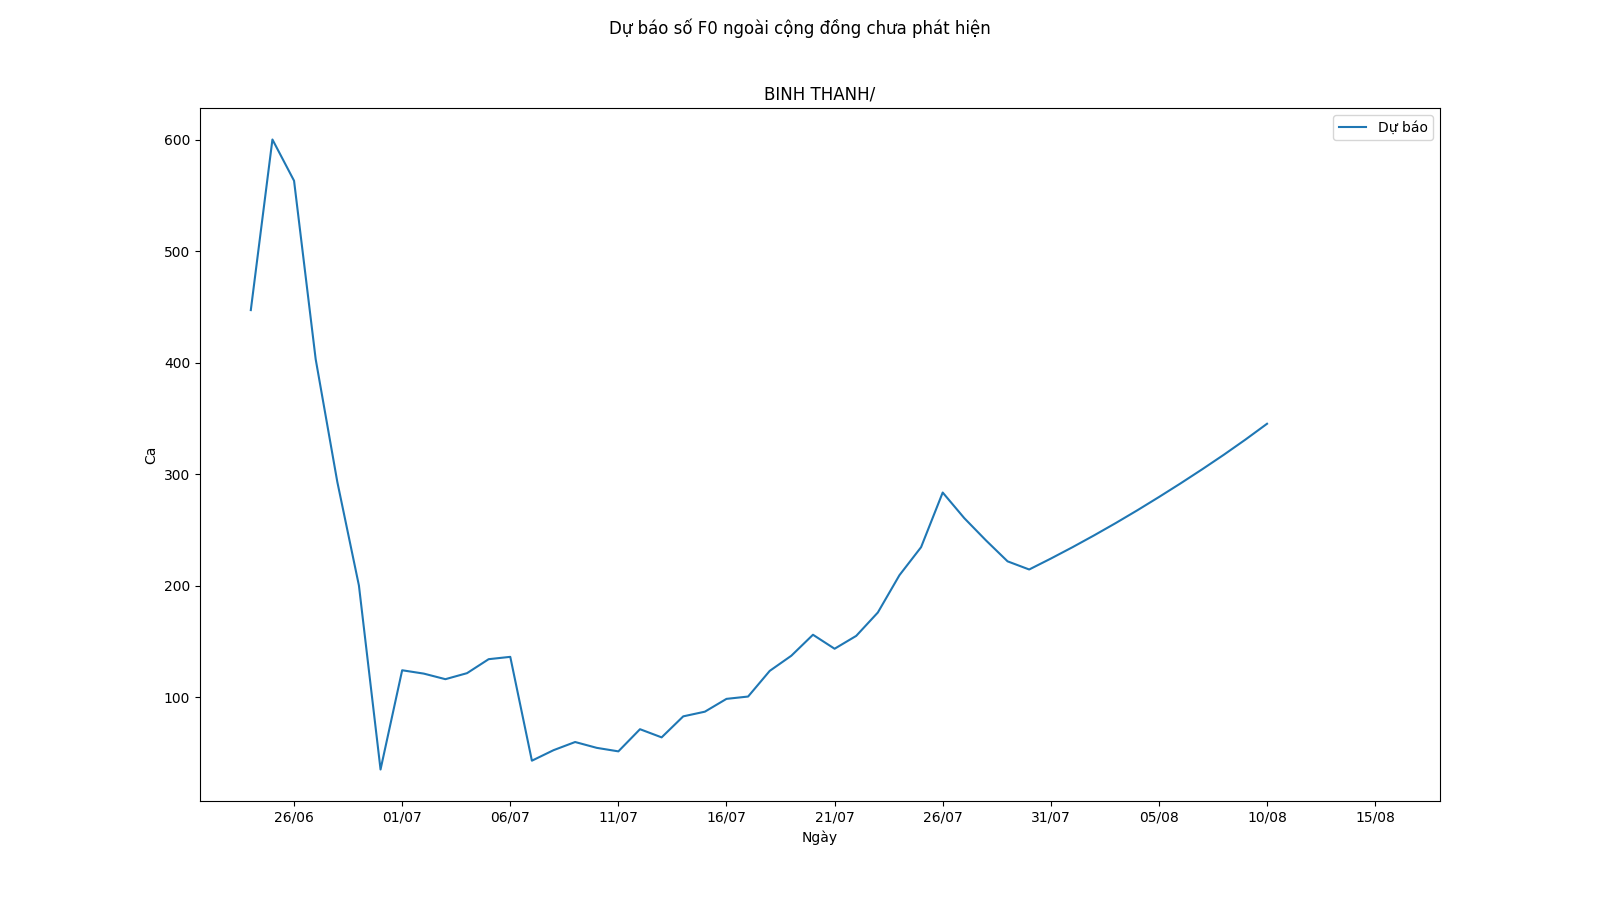 Dự báo số F0 ngoài cộng đồng chưa phát hiện
BINH THANH/
Dự báo
600
500
400
300
200
100
Ca
26/06 01/07 06/07 11/07 16/07 21/07 26/07 31/07 05/08 10/08 15/08
Ngày